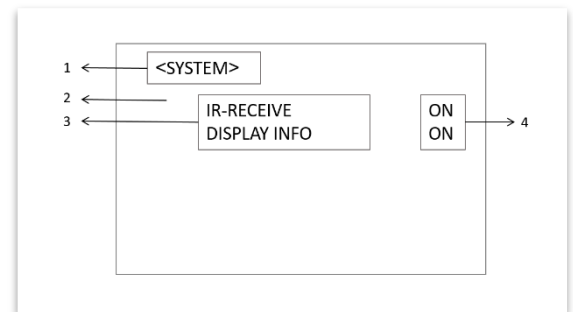 1
<SYSTEM>
2
3
IR-RECEIVE ON
DISPLAY INFO ON
4